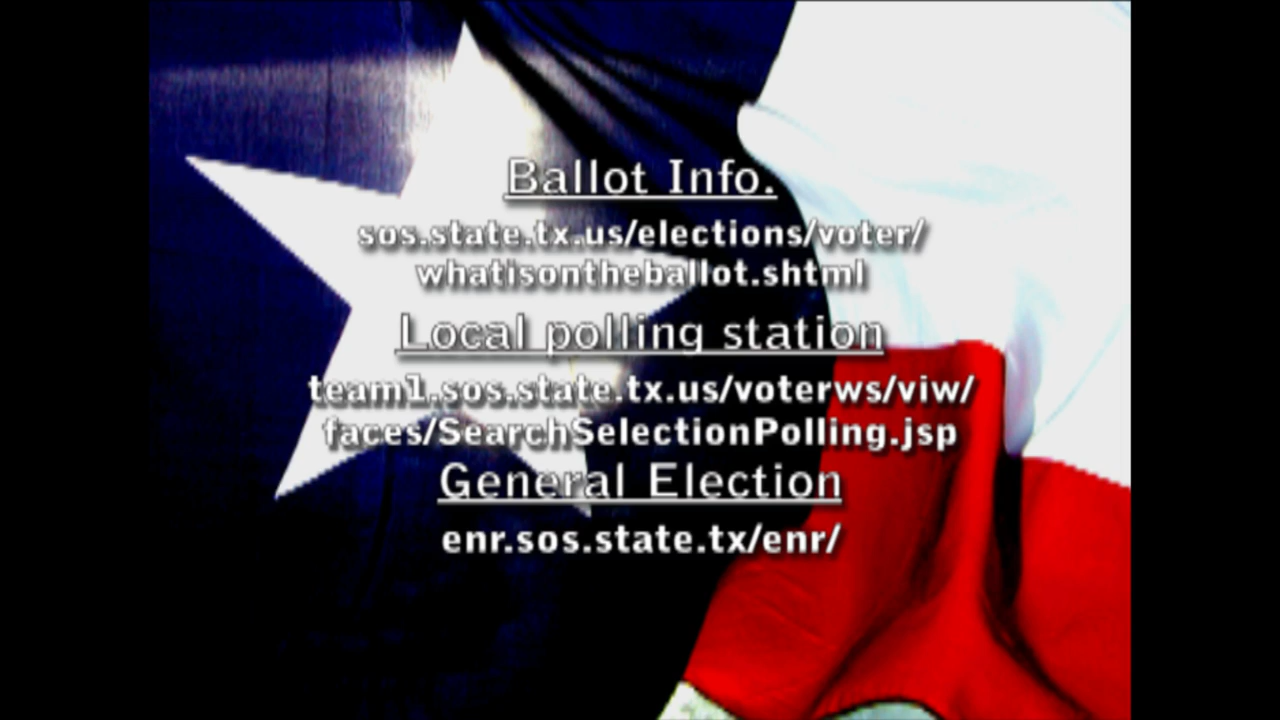 Ballot Info.
sos.state.tx.us/elections/voter/
whatisontheballot.shtml
Local polling station
team1.sos.state.tx.us/voterws/viw/
faces/SearchSelectionPolling.jsp
General Election
enr.sos.state.tx/enr/